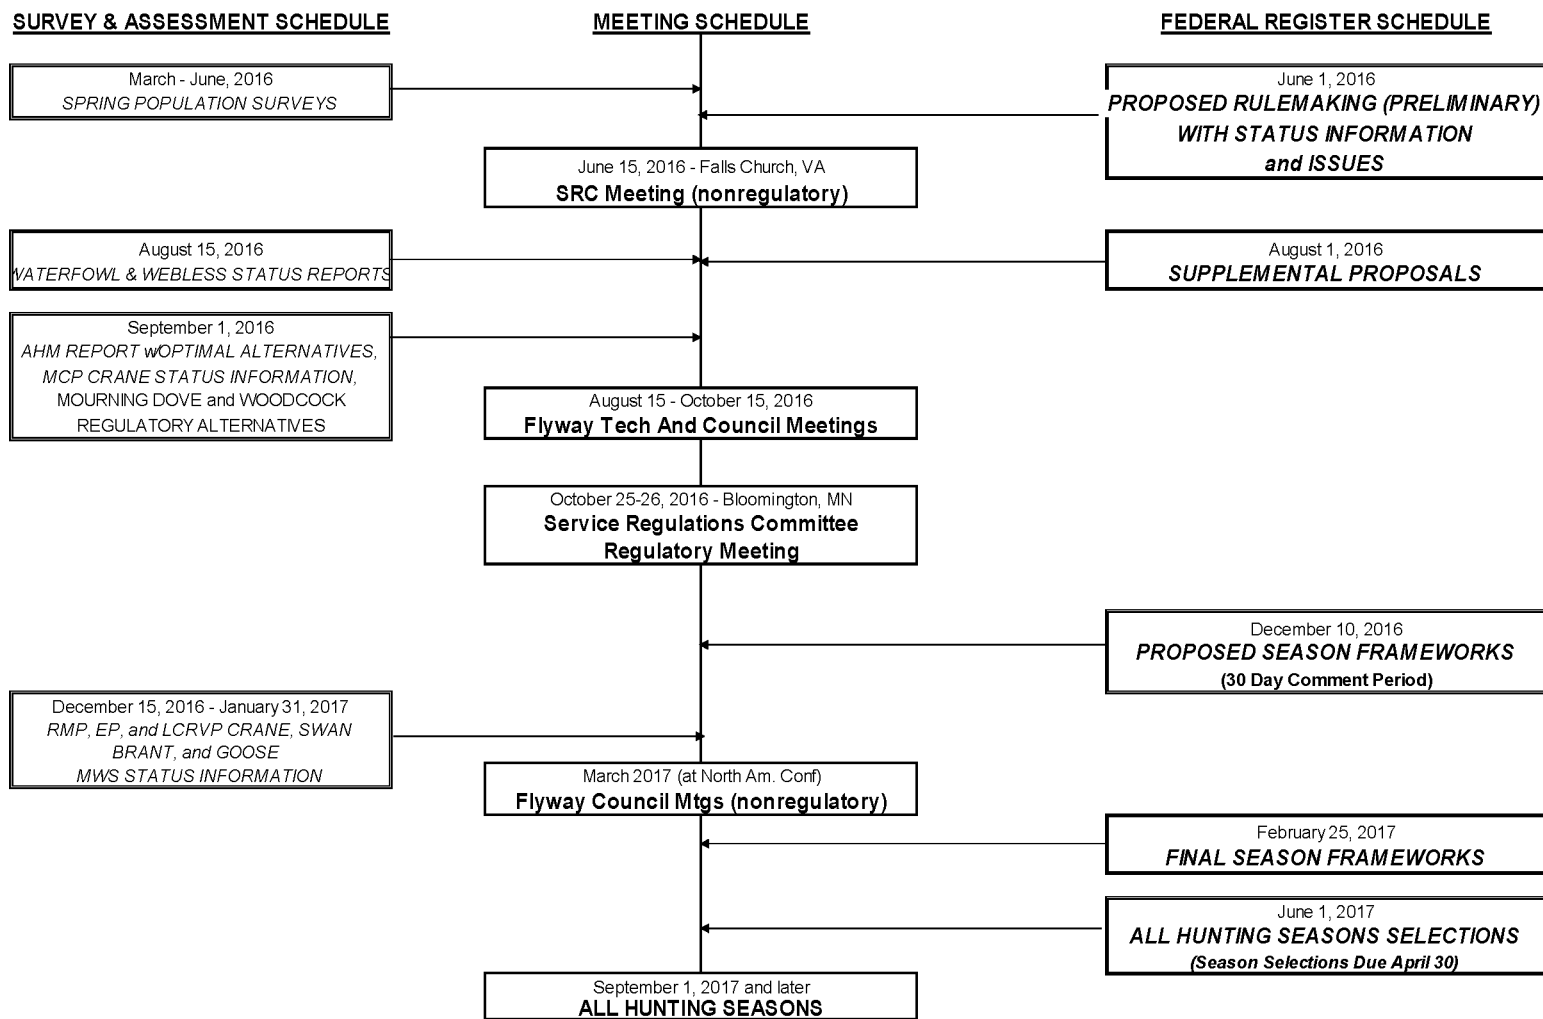 SURVEY & ASSESSMENT SCHEDULE
MEETING SCHEDULE
FEDERAL REGISTER SCHEDULE
March - June, 2016
SPRING POPULATION SURVEYS
June 1, 2016
PROPOSED RULEMAKING (PRELIMINARY)
WITH STATUS INFORMATION
and ISSUES
June 15, 2016 - Falls Church, VA
SRC Meeting (nonregulatory)
August 15, 2016
WATERFOWL & WEBLESS STATUS REPORTS
August 1, 2016
SUPPLEMENTAL PROPOSALS
September 1, 2016
AHM REPORT w/OPTIMAL ALTERNATIVES,
MCP CRANE STATUS INFORMATION,
MOURNING DOVE and WOODCOCK
REGULATORY ALTERNATIVES
August 15 - October 15, 2016
Flyway Tech And Council Meetings
October 25-26, 2016 - Bloomington, MN
Service Regulations Committee
Regulatory Meeting
December 10, 2016
PROPOSED SEASON FRAMEWORKS
(30 Day Comment Period)
December 15, 2016 - January 31, 2017
RMP, EP, and LCRVP CRANE, SWAN
BRANT, and GOOSE
MWS STATUS INFORMATION
March 2017 (at North Am. Conf)
Flyway Council Mtgs (nonregulatory)
February 25, 2017
FINAL SEASON FRAMEWORKS
June 1, 2017
ALL HUNTING SEASONS SELECTIONS
(Season Selections Due April 30)
September 1, 2017 and later
ALL HUNTING SEASONS